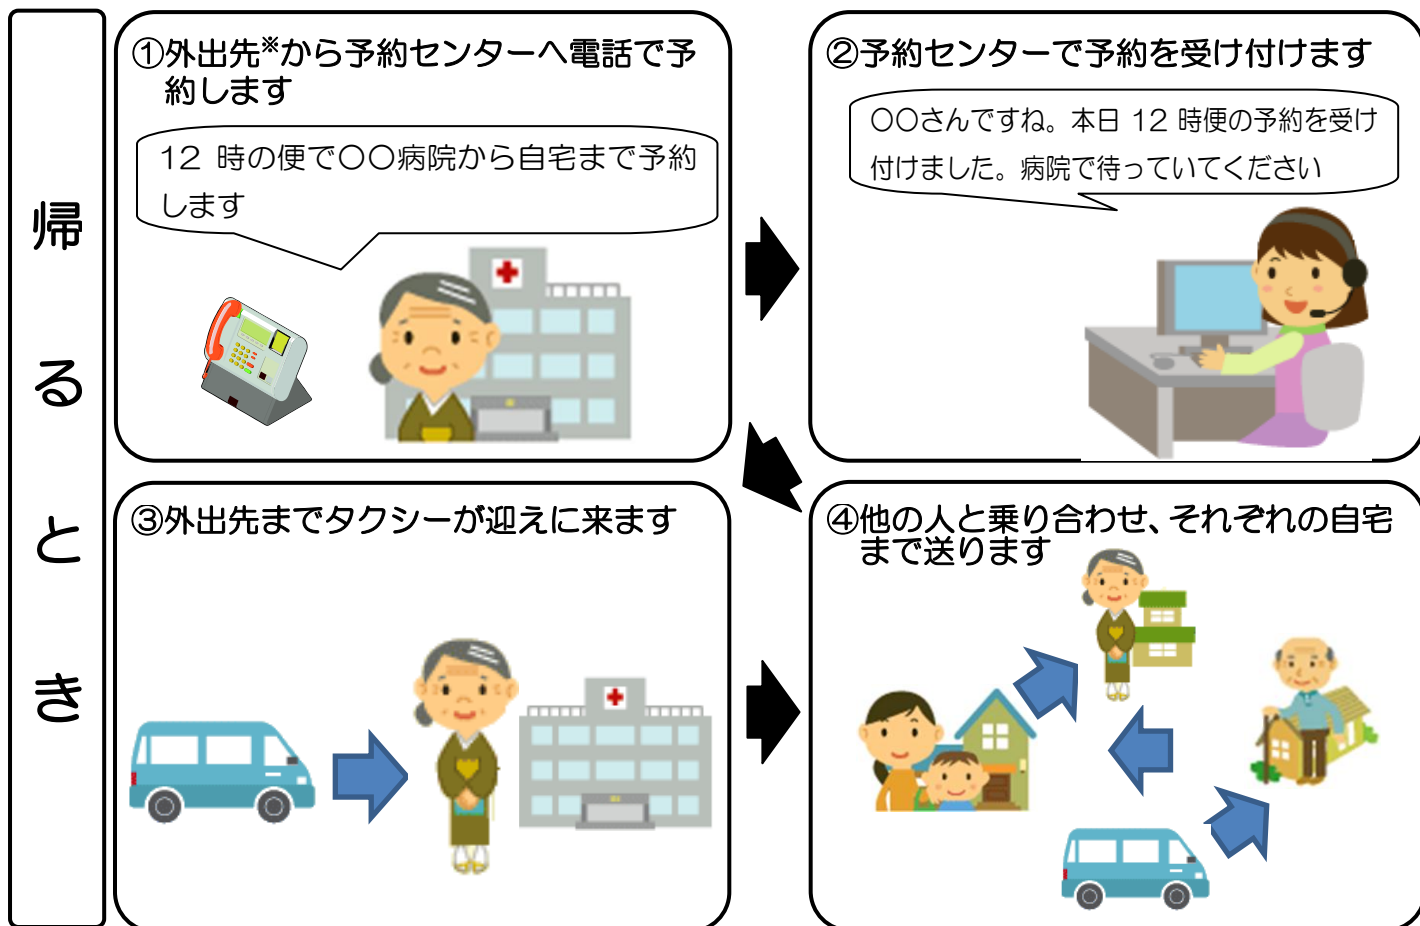 帰るとき
①外出先※から予約センターへ電話で予
約します
12 時の便で〇〇病院から自宅まで予約
します
②予約センターで予約を受け付けます
〇〇さんですね。本日 12 時便の予約を受け
付けました。病院で待っていてください
③外出先までタクシーが迎えに来ます
④他の人と乗り合わせ、それぞれの自宅
まで送ります